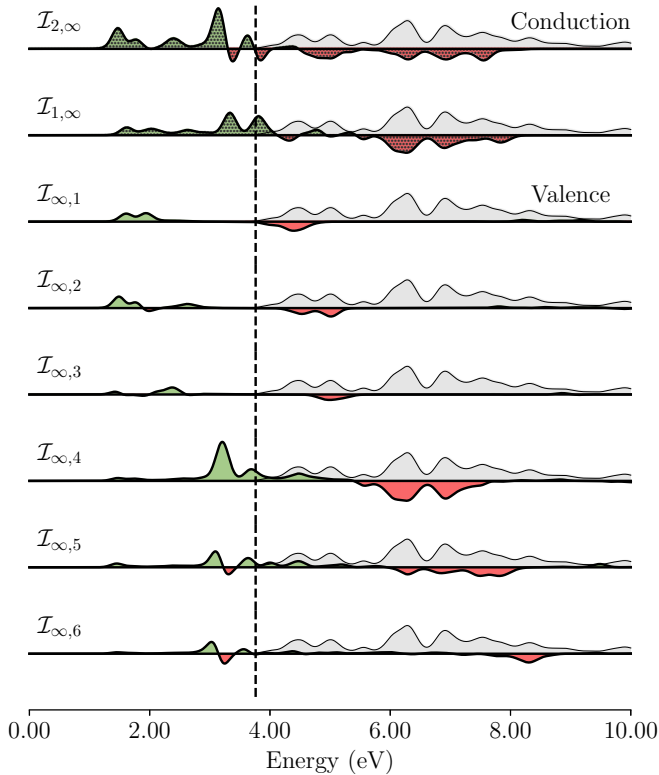 ℐ₂,∞ Conduction
ℐ₁,∞
ℐ∞,₁ Valence
ℐ∞,₂
ℐ∞,₃
ℐ∞,₄
ℐ∞,₅
ℐ∞,₆
0.00 2.00 4.00 6.00 8.00 10.00
Energy (eV)